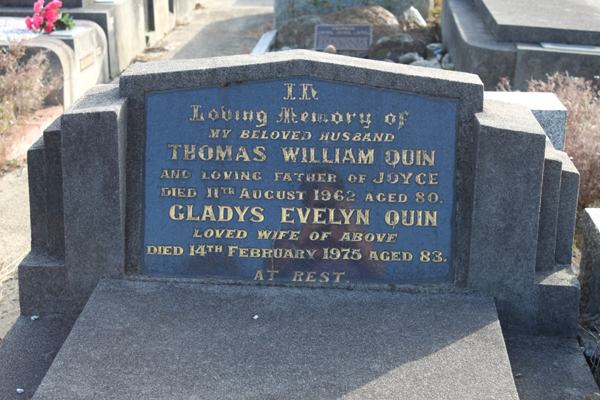 In
Loving Memory of
MY BELOVED HUSBAND
THOMAS WILLIAM QUIN
AND LOVING FATHER OF JOYCE
DIED 11TH AUGUST 1962 AGED 80.
GLADYS EVELYN QUIN
LOVED WIFE OF ABOVE
DIED 14TH FEBRUARY 1975 AGED 83.
AT REST.